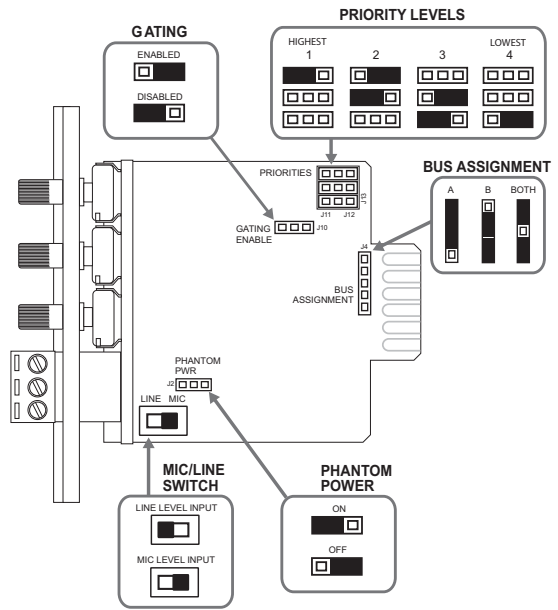 GATING
ENABLED
DISABLED
PRIORITY LEVELS
HIGHEST
1
2
3
LOWEST
4
BUS ASSIGNMENT
A
B
BOTH
PRIORITIES
J13
J11
J12
GATING
ENABLE
J10
J4
BUS
ASSIGNMENT
PHANTOM
PWR
J2
LINE
MIC
MIC/LINE
SWITCH
LINE LEVEL INPUT
MIC LEVEL INPUT
PHANTOM
POWER
ON
OFF